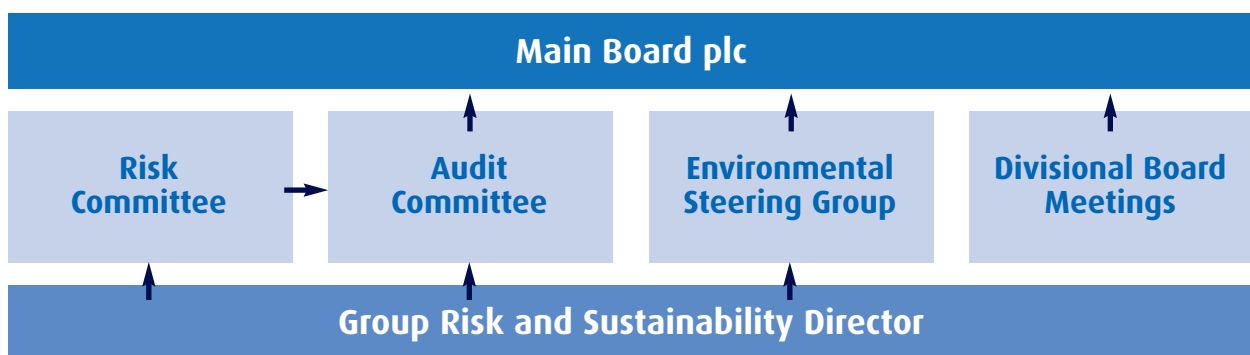 Main Board plc
Risk
Committee
Audit
Committee
Environmental
Steering Group
Divisional Board
Meetings
Group Risk and Sustainability Director